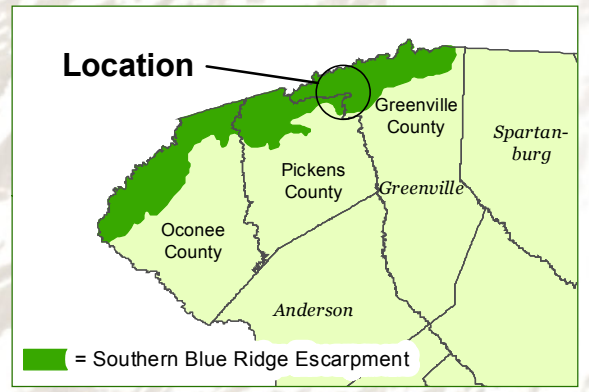 Location
Greenville
County
Spartan-
burg
Pickens
County
Greenville
Oconee
County
Anderson
= Southern Blue Ridge Escarpment